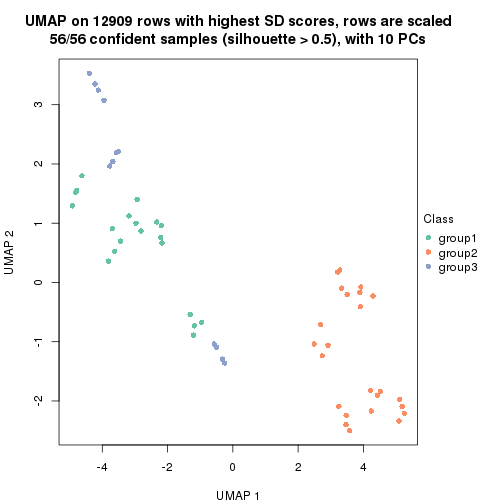 UMAP on 12909 rows with highest SD scores, rows are scaled
56/56 confident samples (silhouette > 0.5), with 10 PCs
3
2
1
0
-1
-2
UMAP 2
-4
-2
0
2
4
UMAP 1
Class
group1
group2
group3